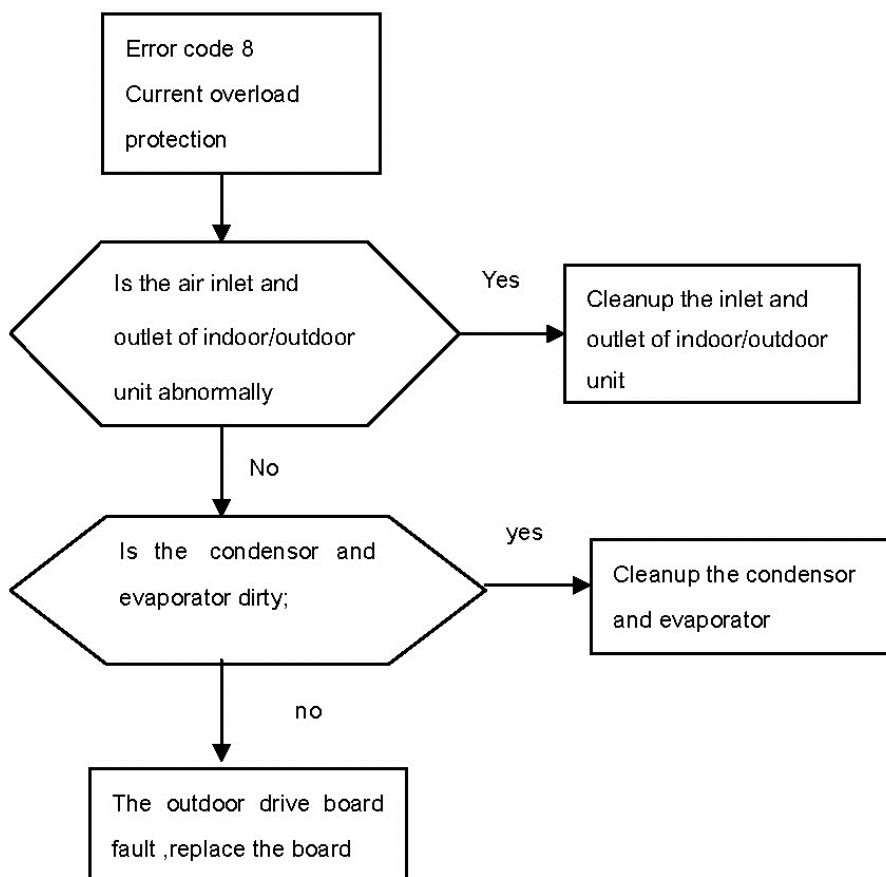 Error code 8
Current overload
protection
Is the air inlet and
outlet of indoor/outdoor
unit abnormally
Yes
Cleanup the inlet and
outlet of indoor/outdoor
unit
No
Is the condensor and
evaporator dirty;
yes
Cleanup the condensor
and evaporator
no
The outdoor drive board
fault ,replace the board